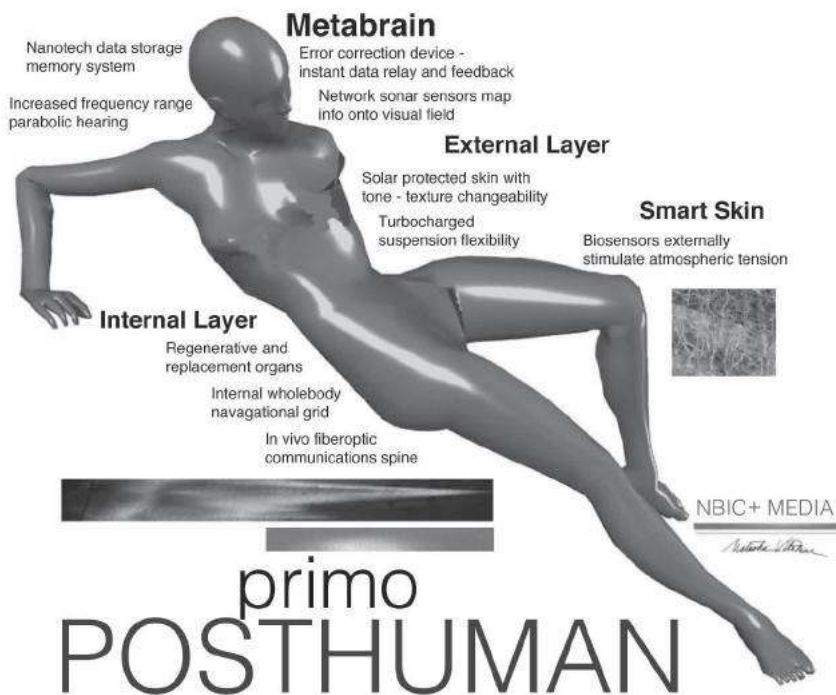 Metabrain
Nanotech data storage
memory system
Error correction device -
instant data relay and feedback
Increased frequency range
parabolic hearing
Network sonar sensors map
info onto visual field
External Layer
Solar protected skin with
tone - texture changeability
Turbocharged
suspension flexibility
Smart Skin
Biosensors externally
stimulate atmospheric tension
Internal Layer
Regenerative and
replacement organs
Internal wholebody
navagational grid
In vivo fiberoptic
communications spine
NBIC+ MEDIA
primo
POSTHUMAN